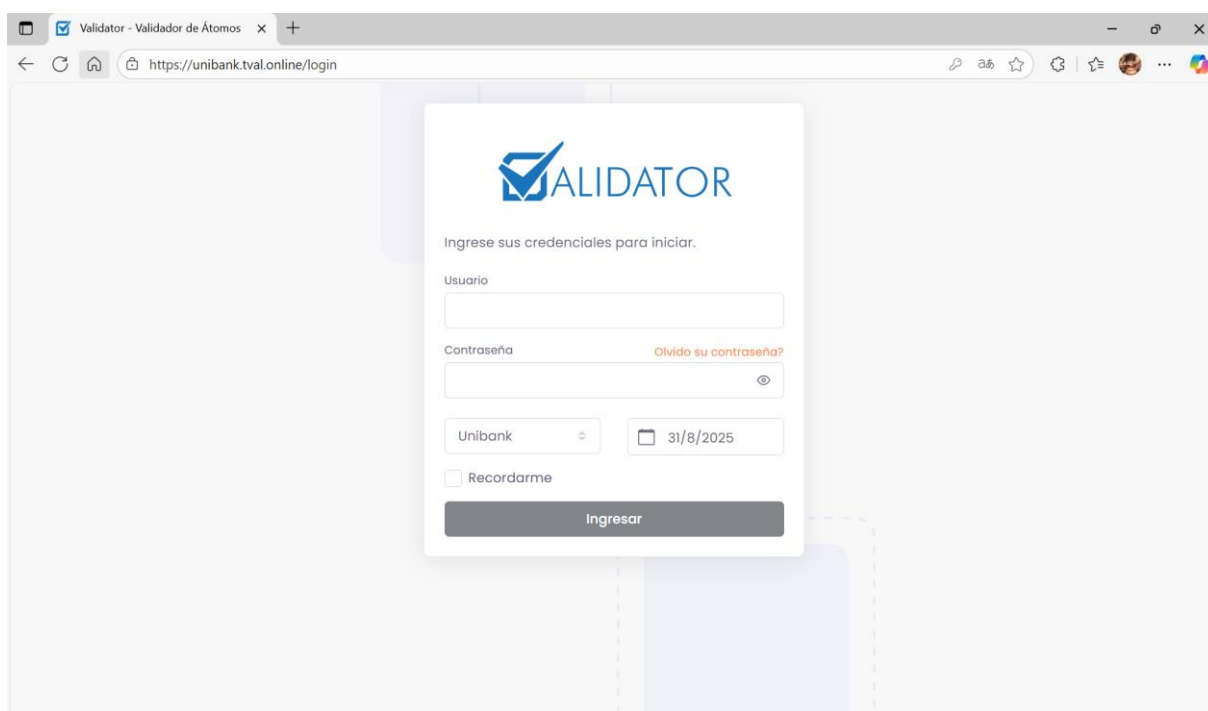 Validator - Validador de Átomos
https://unibank.tval.online/login
VALIDATOR
Ingrese sus credenciales para iniciar.
Usuario
Contraseña Olvido su contraseña?
Unibank 31/8/2025
Recordarme
Ingresar